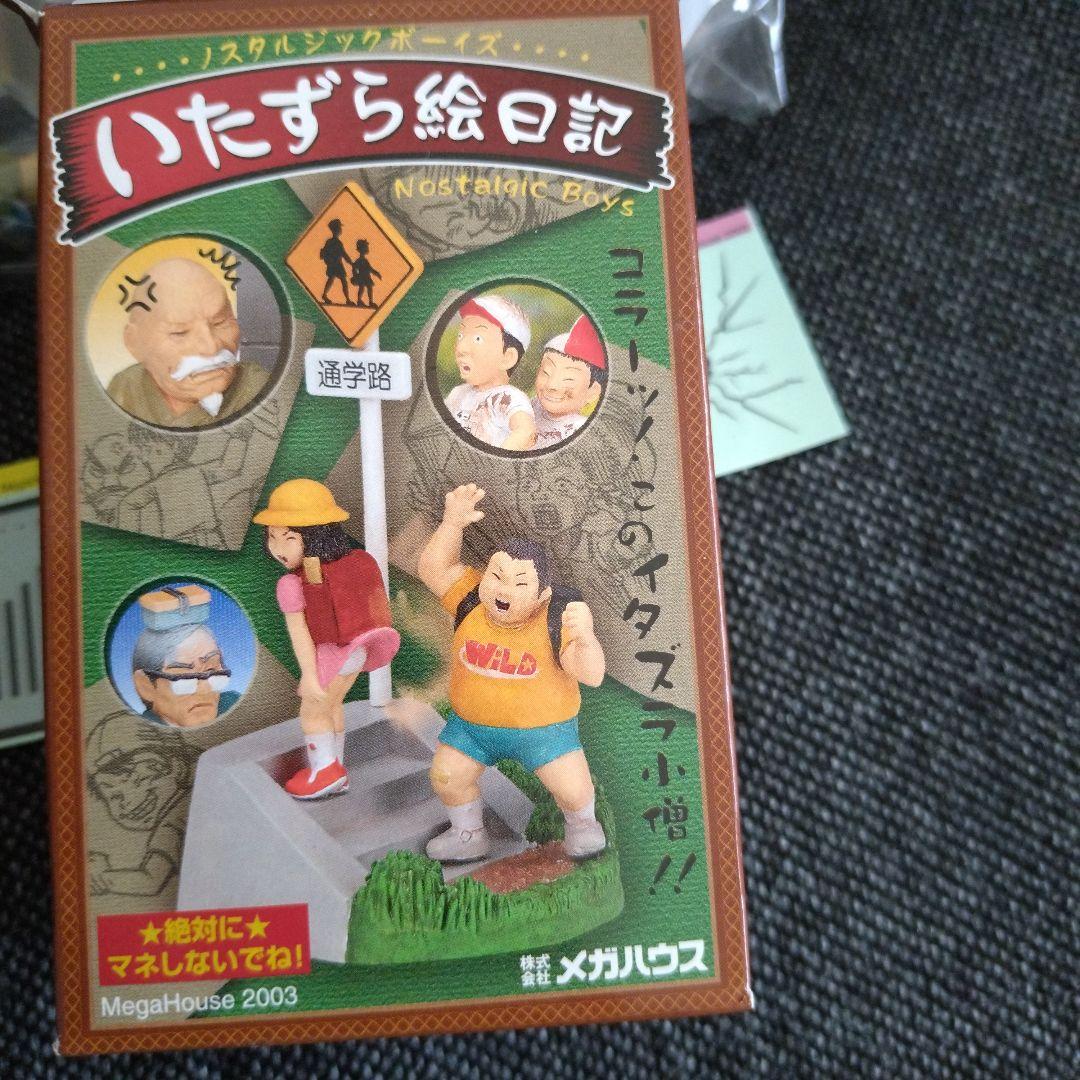 ・・・・ノスタルジックボーイズ・・・・
いたずら絵日記
Nostalgic Boys
コラーッ!このイタズラ小僧!!
通学路
WiLD
★絶対に★
マネしないでね!
株式会社 メガハウス
MegaHouse 2003